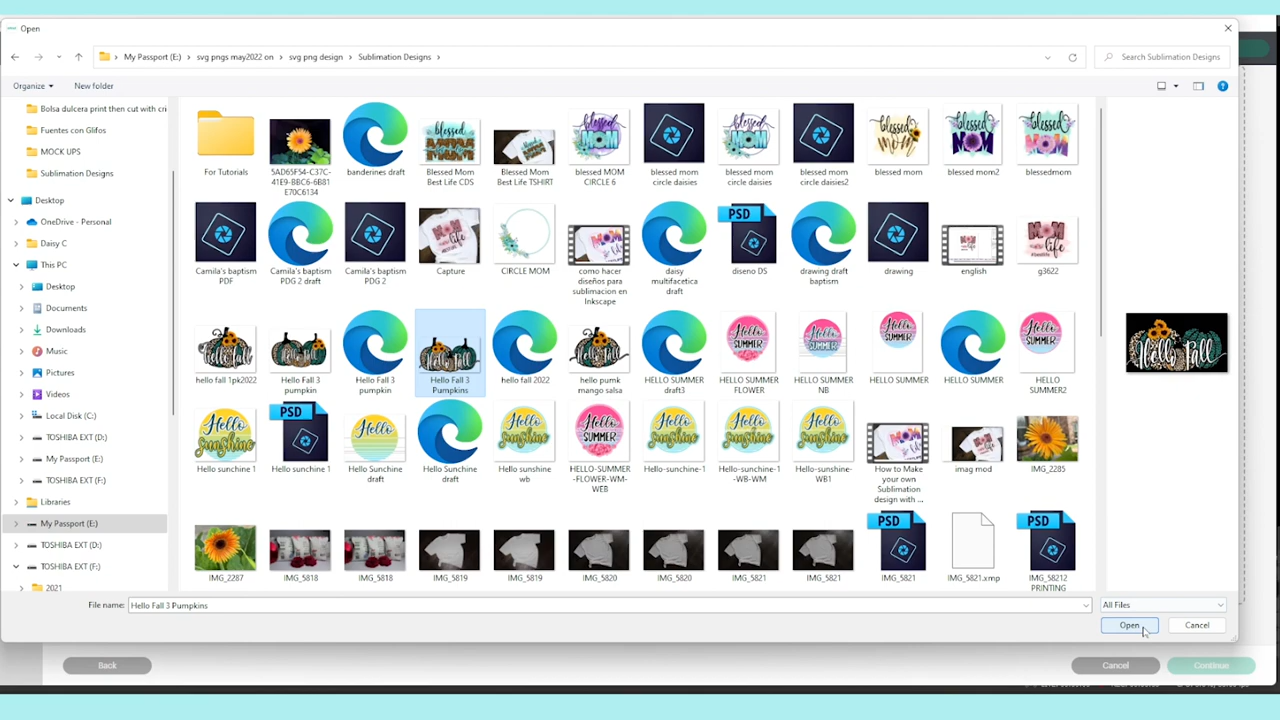 Open
My Passport (E:) > svg pngs may2022 on > svg png design > Sublimation Designs >
Search Sublimation Designs
Organize
New folder
Bolsa dulcera print then cut with cri
Fuentes con Glifos
MOCK UPS
Sublimation Designs
Desktop
OneDrive - Personal
Daisy C
This PC
Desktop
Documents
Downloads
Music
Pictures
Videos
Local Disk (C:)
TOSHIBA EXT (D:)
My Passport (E:)
TOSHIBA EXT (F:)
Libraries
My Passport (E:)
TOSHIBA EXT (D:)
TOSHIBA EXT (F:)
2021
For Tutorials
5AD65F54-C37C-
41E9-BBC6-6B81
E70C6134
banderines draft
Blessed Mom
Best Life CDS
Blessed Mom
Best Life TSHIRT
blessed MOM
CIRCLE 6
blessed mom
circle daisies
blessed mom
circle daisies
blessed mom
circle daisies2
blessed mom
blessed mom2
blessedmom
Camila's baptism
PDF
Camila's baptism
PDG 2 draft
Camila's baptism
PDG 2
Capture
CIRCLE MOM
como hacer
diseños para
sublimacion en
Inkscape
daisy
multifacetica
draft
PSD
diseno DS
drawing draft
baptism
drawing
english
g3622
hello fall 1pk2022
Hello Fall 3
pumpkin
Hello Fall 3
pumpkin
Hello Fall 3
Pumpkins
hello fall 2022
hello pumk
mango salsa
HELLO SUMMER
draft3
HELLO SUMMER
FLOWER
HELLO SUMMER
NB
HELLO SUMMER
HELLO SUMMER
HELLO
SUMMER2
Hello Fall
Hello sunchine 1
PSD
Hello sunchine 1
Hello Sunchine
draft
Hello Sunchine
draft
Hello sunshine
wb
HELLO-SUMMER
-FLOWER-WM-
WEB
Hello-sunchine-1
Hello-sunchine-1
-WB-WM
Hello-sunshine-
WB1
How to Make
your own
Sublimation
design with ...
imag mod
IMG_2285
IMG_2287
IMG_5818
IMG_5818
IMG_5819
IMG_5819
IMG_5820
IMG_5820
IMG_5821
IMG_5821
PSD
IMG_5821
IMG_5821.xmp
PSD
IMG_58212
PRINTING
File name:
Hello Fall 3 Pumpkins
All Files
Open
Cancel
Back
Cancel
Continue